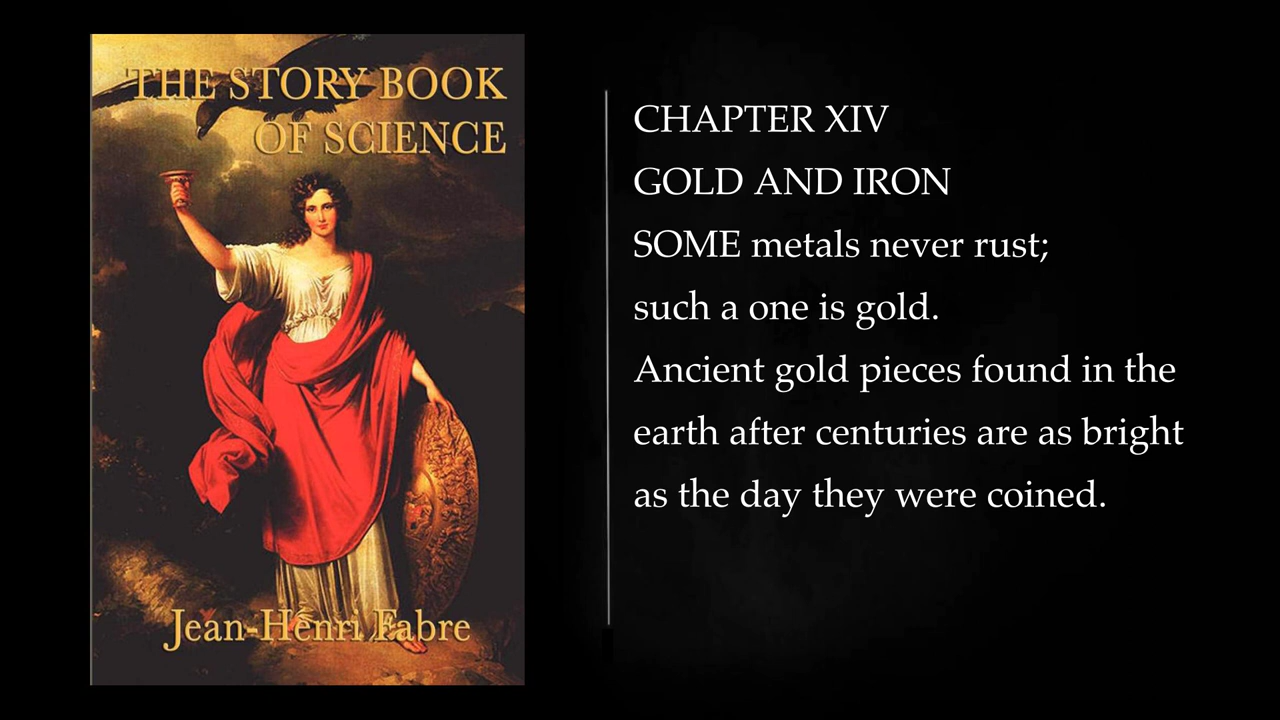 THE STORY BOOK
OF SCIENCE
Jean-Henri Fabre
CHAPTER XIV
GOLD AND IRON
SOME metals never rust;
such a one is gold.
Ancient gold pieces found in the
earth after centuries are as bright
as the day they were coined.